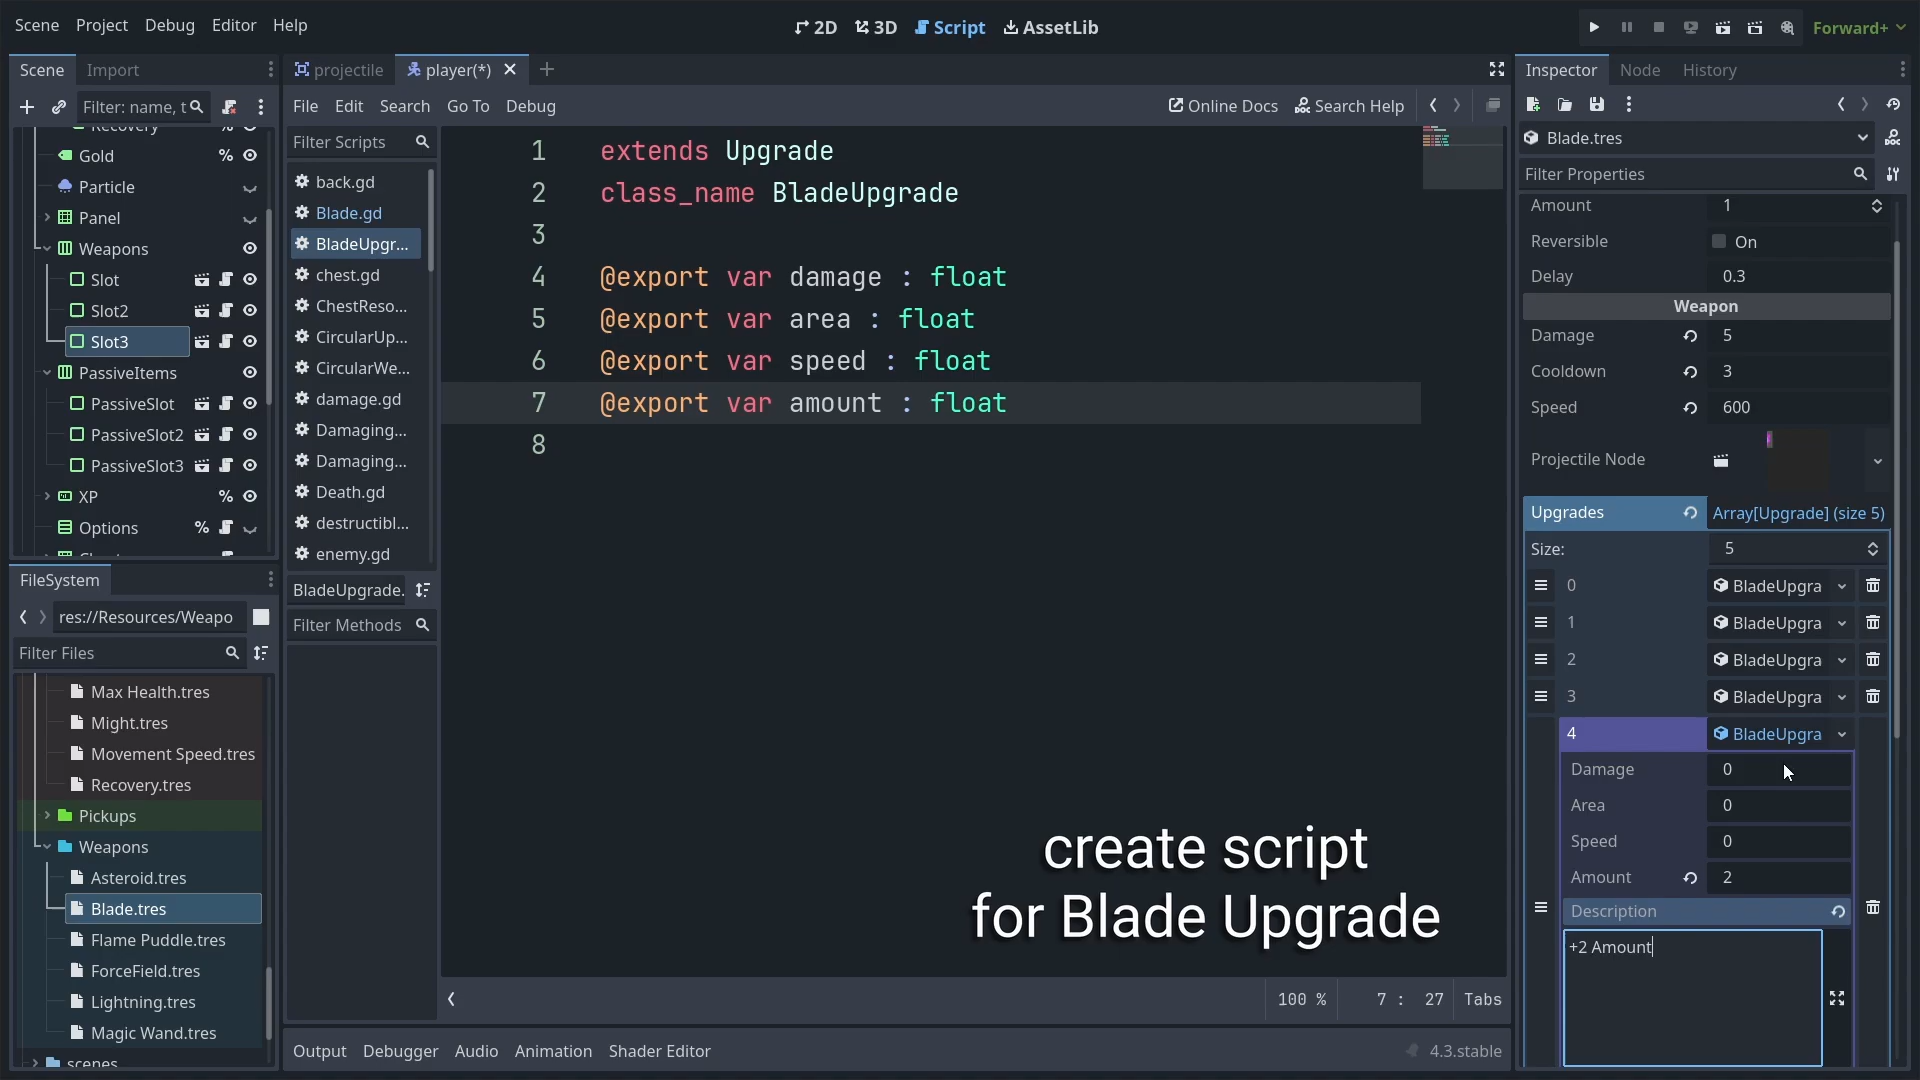 Scene Project Debug Editor Help
2D 3D Script AssetLib
Forward+
Scene Import
Filter: name, t
Recovery
Gold %
Particle
Panel
Weapons
Slot
Slot2
Slot3
PassiveItems
PassiveSlot
PassiveSlot2
PassiveSlot3
XP %
Options %
FileSystem
res://Resources/Weapo
Filter Files
Max Health.tres
Might.tres
Movement Speed.tres
Recovery.tres
Pickups
Weapons
Asteroid.tres
Blade.tres
Flame Puddle.tres
ForceField.tres
Lightning.tres
Magic Wand.tres
scenes
projectile player(*)
File Edit Search Go To Debug
Online Docs Search Help
Filter Scripts
back.gd
Blade.gd
BladeUpgr...
chest.gd
ChestReso...
CircularUp...
CircularWe...
damage.gd
Damaging...
Damaging...
Death.gd
destructibl...
enemy.gd
BladeUpgrade.
Filter Methods
1 extends Upgrade
2 class_name BladeUpgrade
3
4 @export var damage : float
5 @export var area : float
6 @export var speed : float
7 @export var amount : float
8
create script
for Blade Upgrade
100 % 7 : 27 Tabs
Output Debugger Audio Animation Shader Editor
4.3.stable
Inspector Node History
Blade.tres
Filter Properties
Amount 1
Reversible On
Delay 0.3
Weapon
Damage 5
Cooldown 3
Speed 600
Projectile Node
Upgrades Array[Upgrade] (size 5)
Size: 5
0 BladeUpgra
1 BladeUpgra
2 BladeUpgra
3 BladeUpgra
4 BladeUpgra
Damage 0
Area 0
Speed 0
Amount 2
Description
+2 Amount